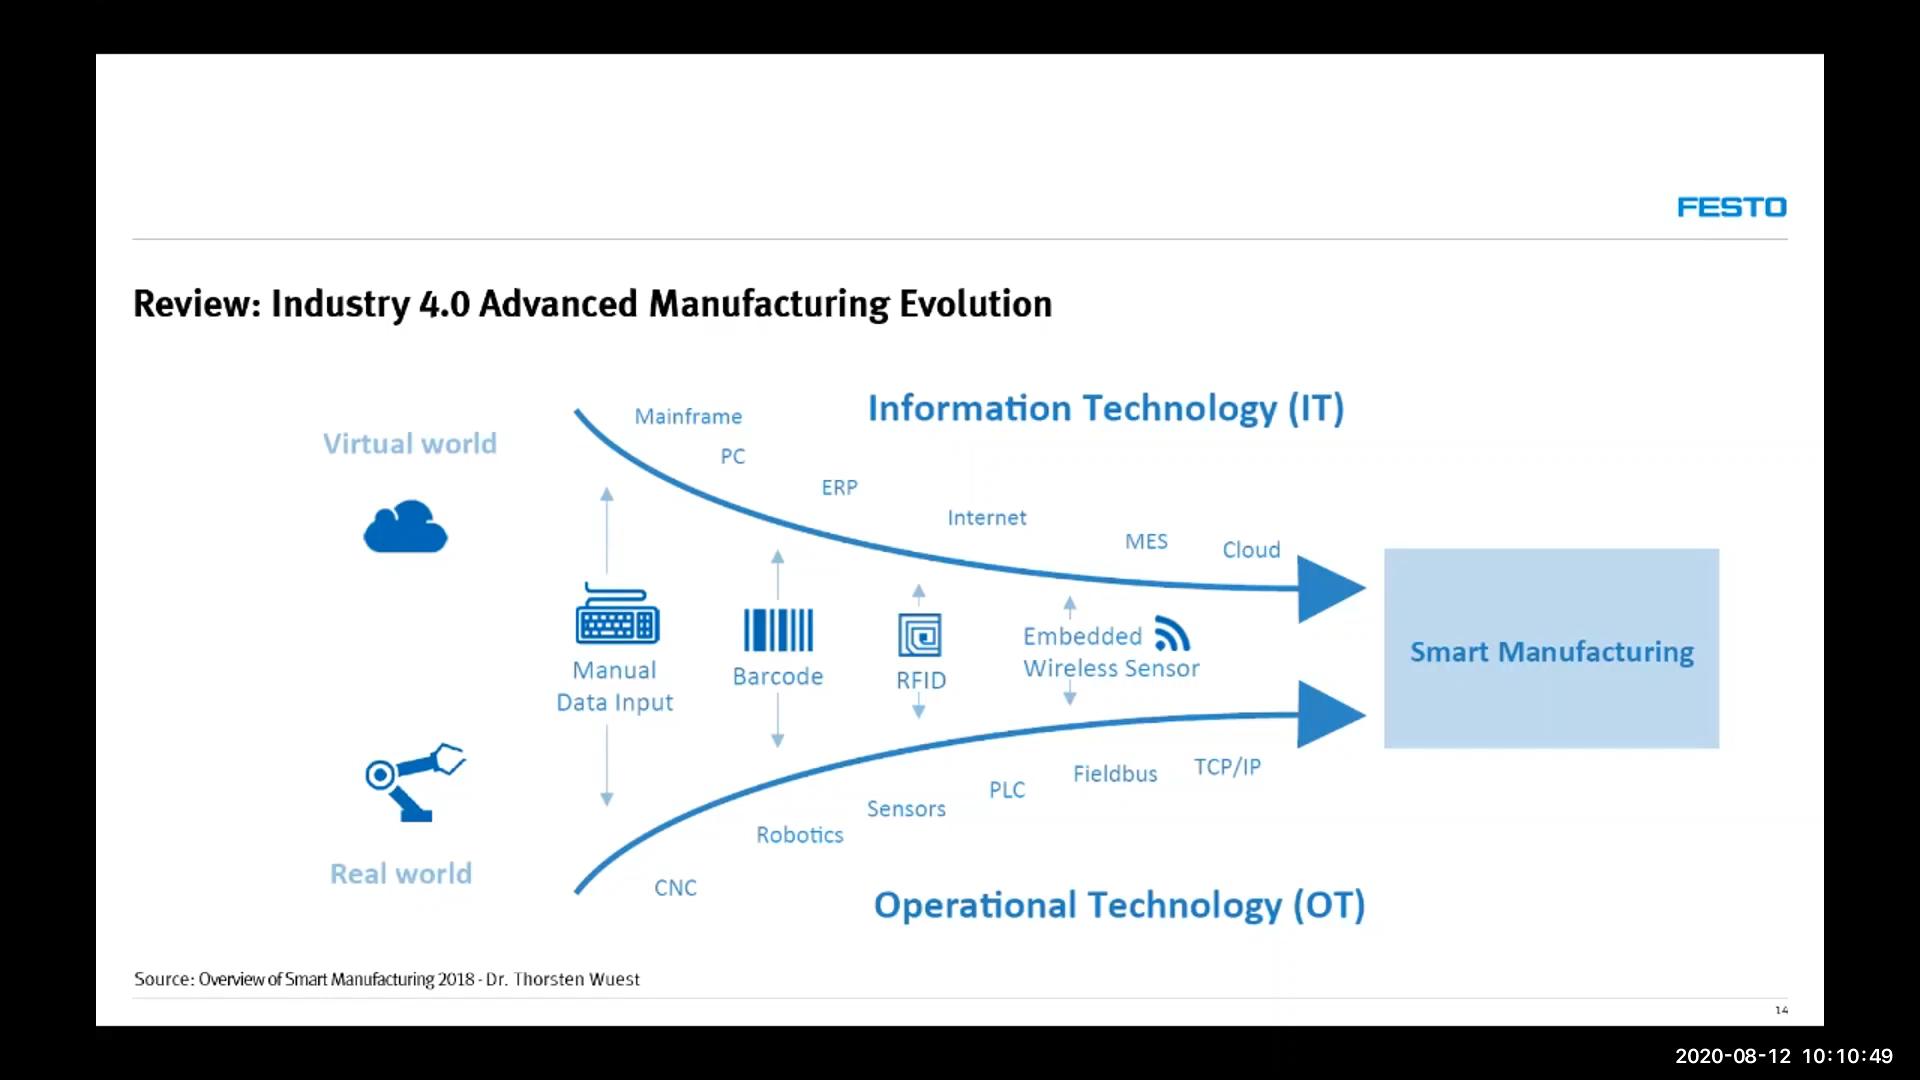 FESTO
Review: Industry 4.0 Advanced Manufacturing Evolution
Information Technology (IT)
Mainframe
Virtual world
PC
ERP
Internet
MES
Cloud
Embedded
Wireless Sensor
Smart Manufacturing
Manual
Data Input
Barcode
RFID
TCP/IP
Fieldbus
PLC
Sensors
Robotics
Real world
CNC
Operational Technology (OT)
Source: Overview of Smart Manufacturing 2018 - Dr. Thorsten Wuest
14
2020-08-12 10:10:49